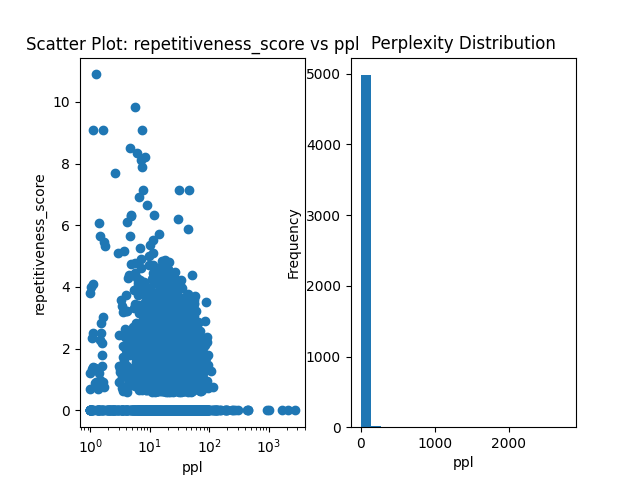 Scatter Plot: repetitiveness_score vs ppl
repetitiveness_score
10
8
6
4
2
0
10⁰ 10¹ 10² 10³
ppl
Perplexity Distribution
Frequency
5000
4000
3000
2000
1000
0
0 1000 2000
ppl